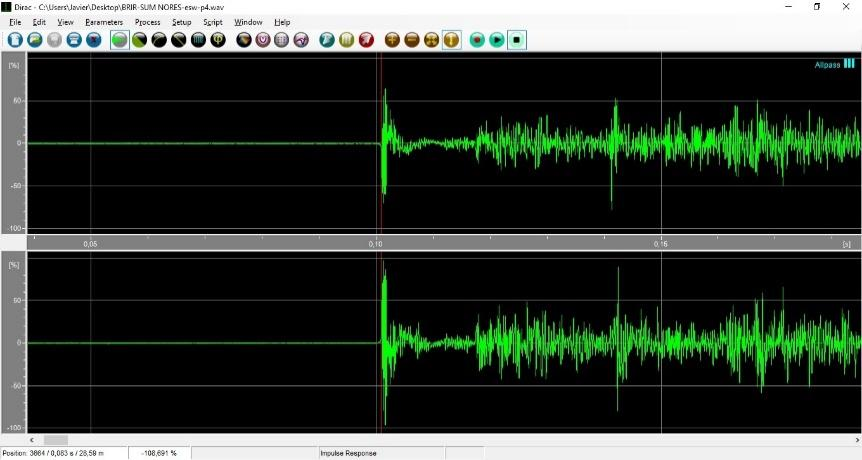 Dirac - C:\Users\Javier\Desktop\BRIR-SUM NORES-esw-p4.wav
File Edit View Parameters Process Setup Script Window Help
[%]
Allpass
50
0
-50
-100
0,05 0,10 0,15 [s]
[%]
50
0
-50
-100
Position: 3664 / 0,083 s / 28,59 m -108,691 % Impulse Response